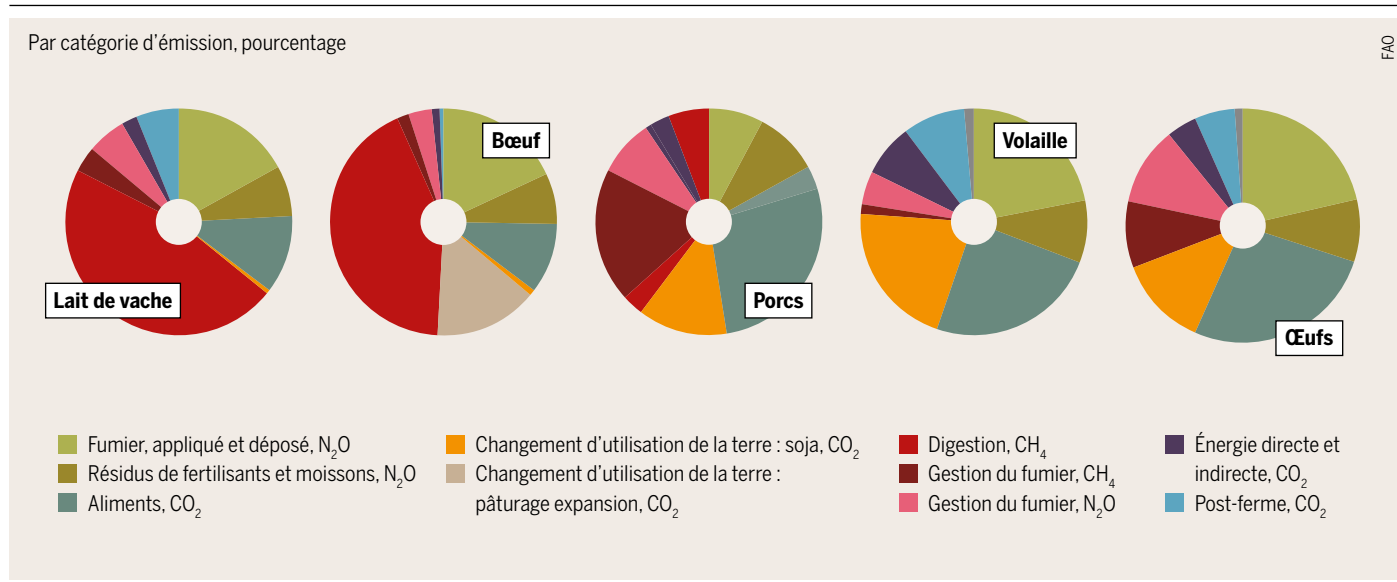 Par catégorie d'émission, pourcentage
FAO
Lait de vache
Bœuf
Porcs
Volaille
Œufs
Fumier, appliqué et déposé, N₂O
Résidus de fertilisants et moissons, N₂O
Aliments, CO₂
Changement d'utilisation de la terre : soja, CO₂
Changement d'utilisation de la terre :
pâturage expansion, CO₂
Digestion, CH₄
Gestion du fumier, CH₄
Gestion du fumier, N₂O
Énergie directe et
indirecte, CO₂
Post-ferme, CO₂